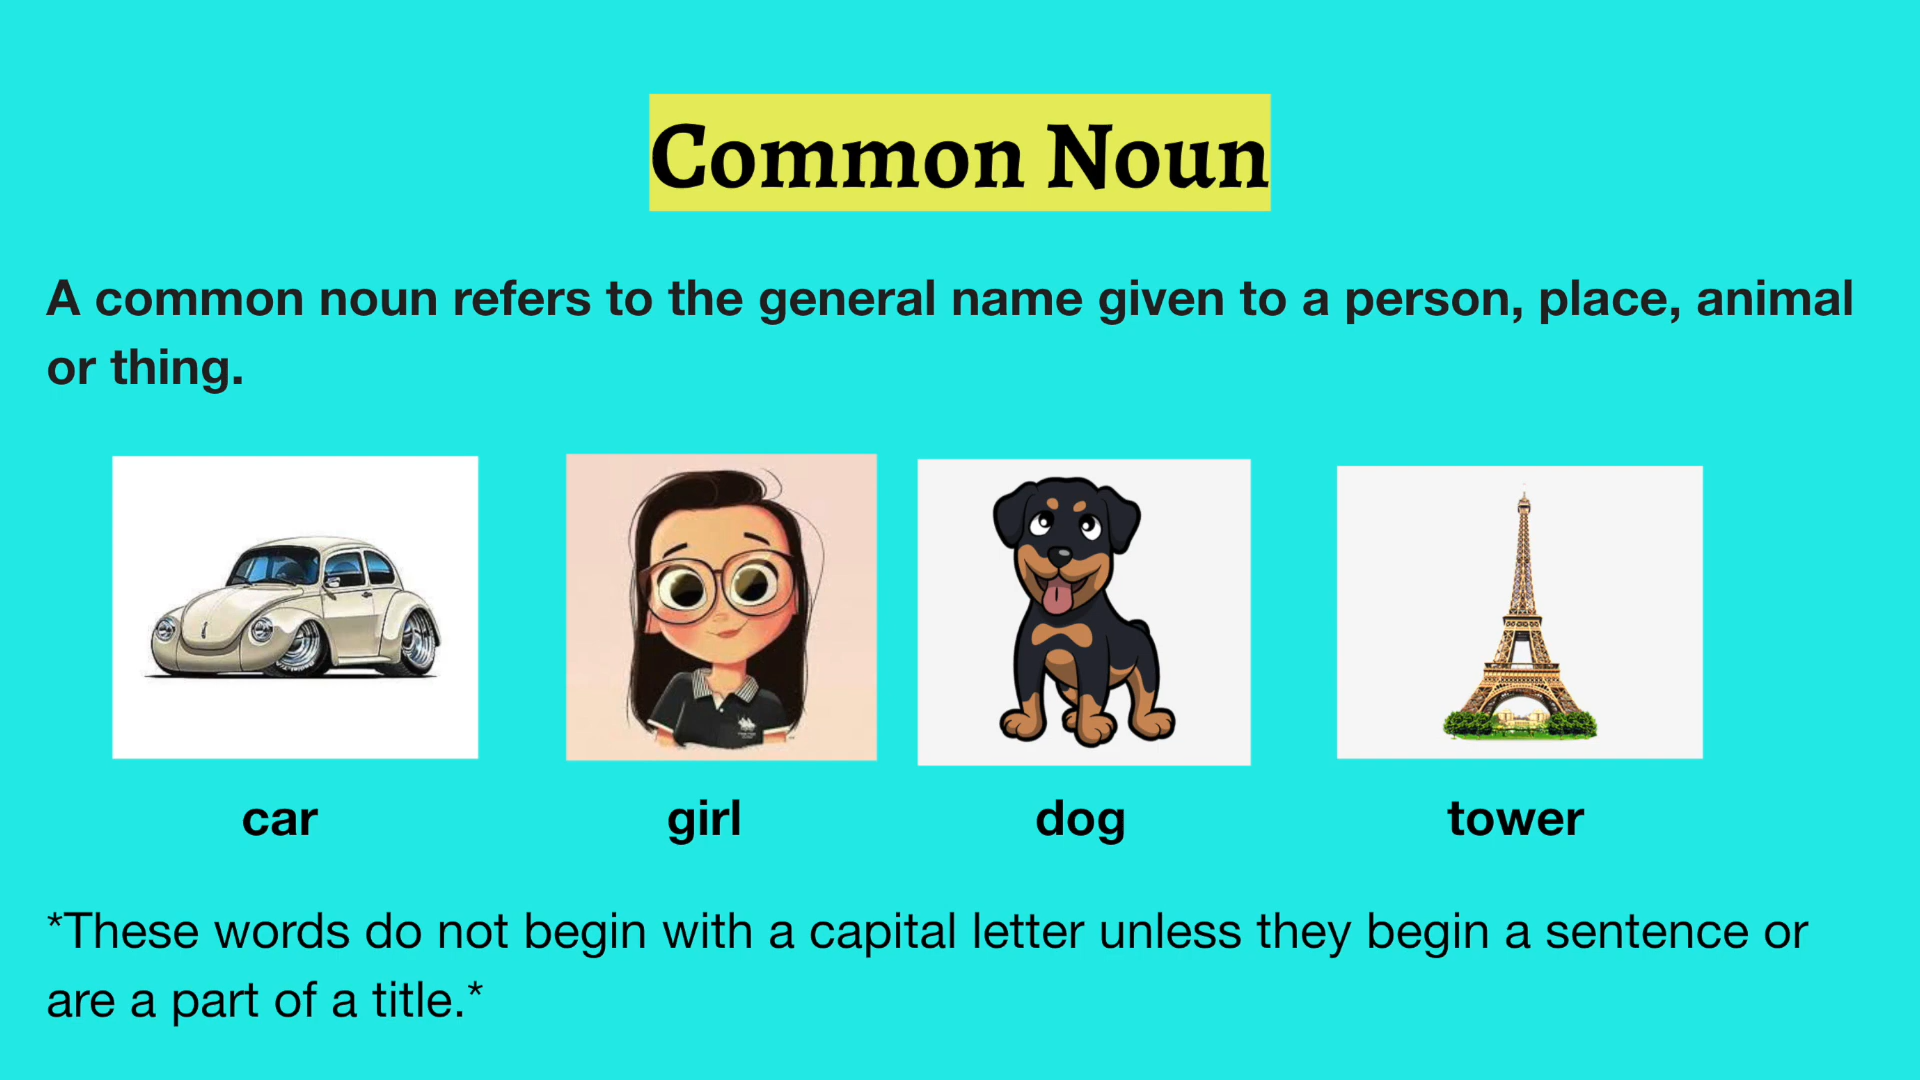 Common Noun
A common noun refers to the general name given to a person, place, animal
or thing.
car
girl
dog
tower
*These words do not begin with a capital letter unless they begin a sentence or
are a part of a title.*